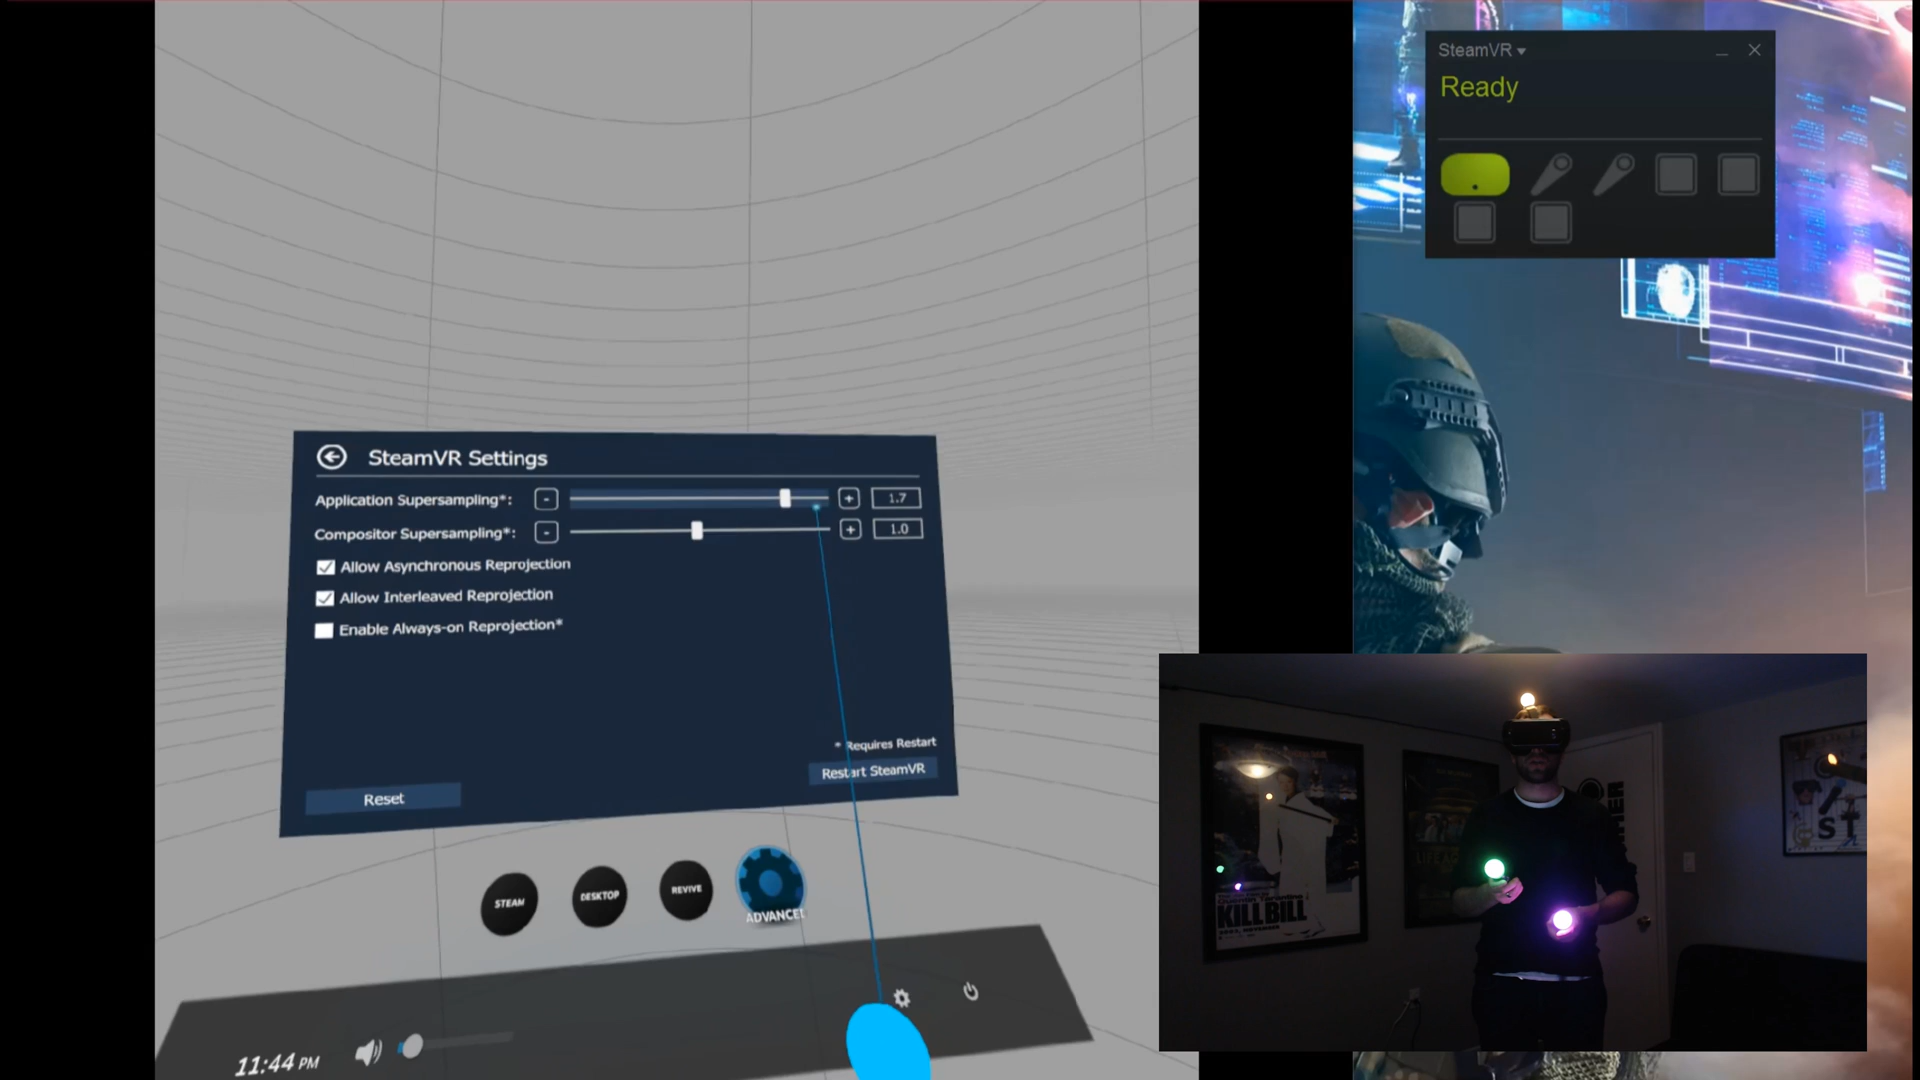 SteamVR
Ready
SteamVR Settings
Application Supersampling*:
-
+
1.7
Compositor Supersampling*:
-
+
1.0
Allow Asynchronous Reprojection
Allow Interleaved Reprojection
Enable Always-on Reprojection*
* Requires Restart
Restart SteamVR
Reset
STEAM
DESKTOP
REVIVE
ADVANCED
11:44 PM
KILL BILL
ST